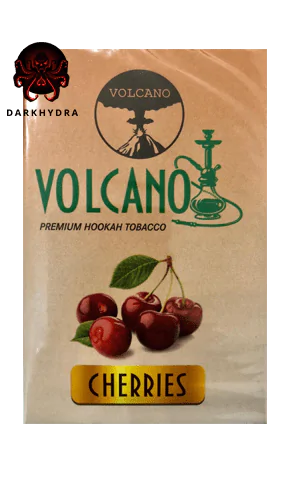 VOLCANO
DARKHYDRA
VOLCANO
PREMIUM HOOKAH TOBACCO
CHERRIES